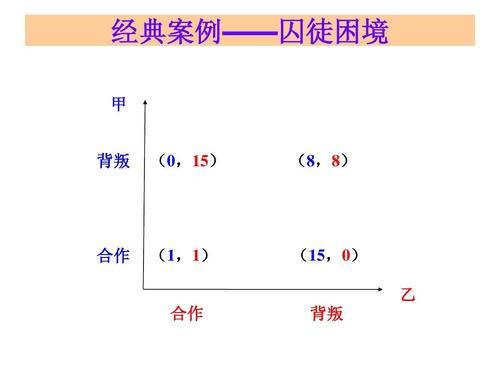 经典案例——囚徒困境
甲
背叛 （0，15） （8，8）
合作 （1，1） （15，0）
乙
合作 背叛